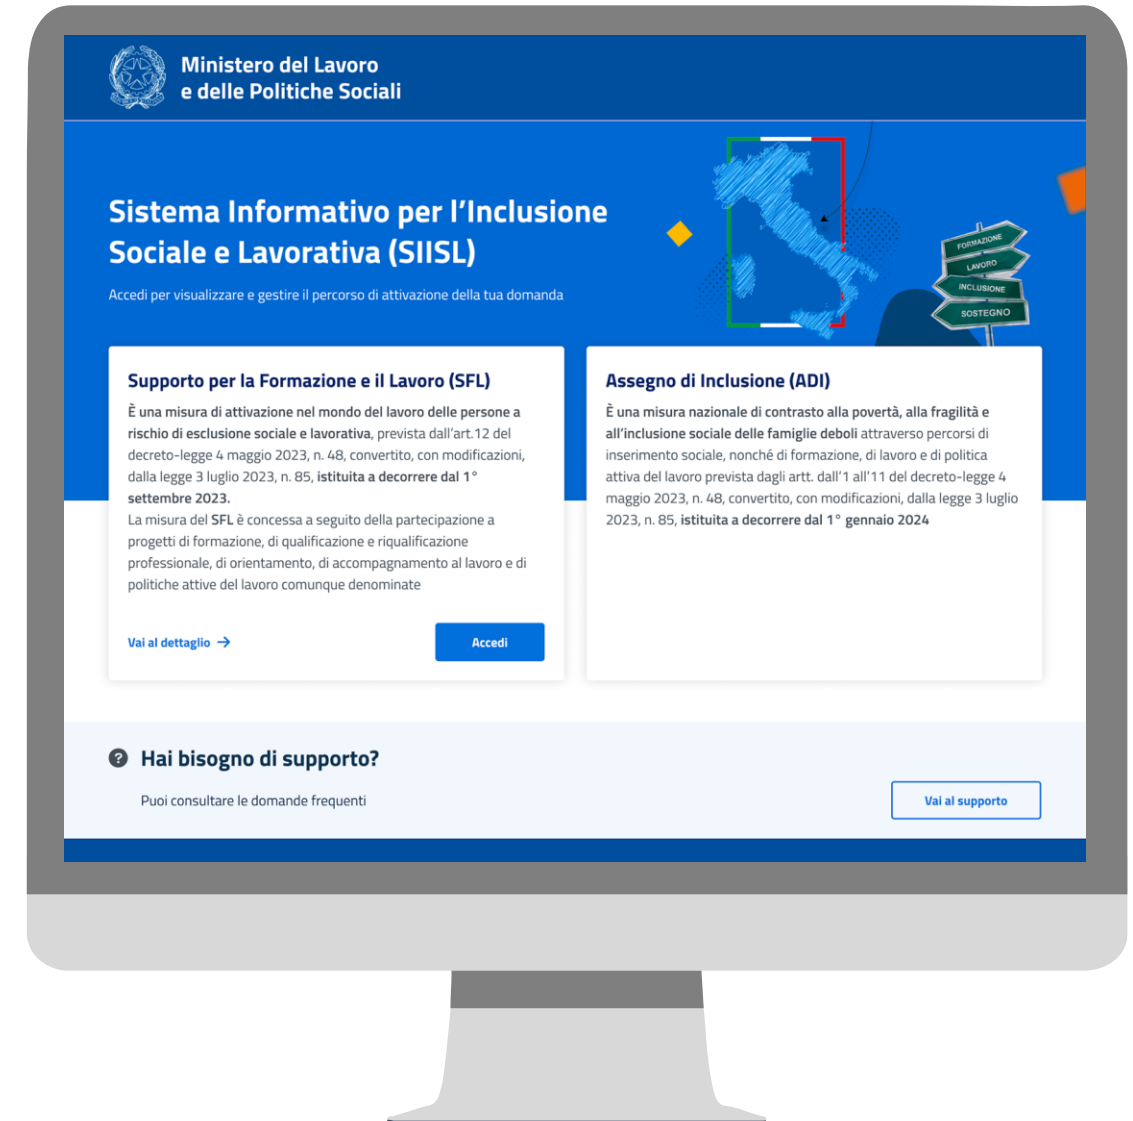 Ministero del Lavoro
e delle Politiche Sociali
Sistema Informativo per l’Inclusione
Sociale e Lavorativa (SIISL)
Accedi per visualizzare e gestire il percorso di attivazione della tua domanda
FORMAZIONE
LAVORO
INCLUSIONE
SOSTEGNO
Supporto per la Formazione e il Lavoro (SFL)
È una misura di attivazione nel mondo del lavoro delle persone a
rischio di esclusione sociale e lavorativa, prevista dall’art.12 del
decreto-legge 4 maggio 2023, n. 48, convertito, con modificazioni,
dalla legge 3 luglio 2023, n. 85, istituita a decorrere dal 1°
settembre 2023.
La misura del SFL è concessa a seguito della partecipazione a
progetti di formazione, di qualificazione e riqualificazione
professionale, di orientamento, di accompagnamento al lavoro e di
politiche attive del lavoro comunque denominate
Vai al dettaglio →
Accedi
Assegno di Inclusione (ADI)
È una misura nazionale di contrasto alla povertà, alla fragilità e
all’inclusione sociale delle famiglie deboli attraverso percorsi di
inserimento sociale, nonché di formazione, di lavoro e di politica
attiva del lavoro prevista dagli artt. dall’1 all’11 del decreto-legge 4
maggio 2023, n. 48, convertito, con modificazioni, dalla legge 3 luglio
2023, n. 85, istituita a decorrere dal 1° gennaio 2024
? Hai bisogno di supporto?
Puoi consultare le domande frequenti
Vai al supporto